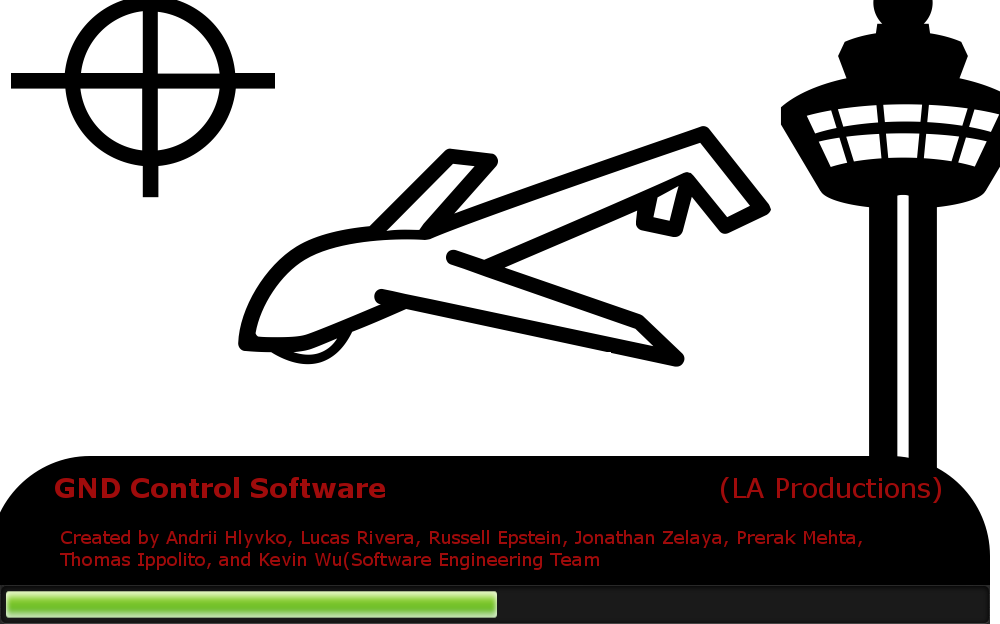 GND Control Software (LA Productions)
Created by Andrii Hlyvko, Lucas Rivera, Russell Epstein, Jonathan Zelaya, Prerak Mehta,
Thomas Ippolito, and Kevin Wu(Software Engineering Team